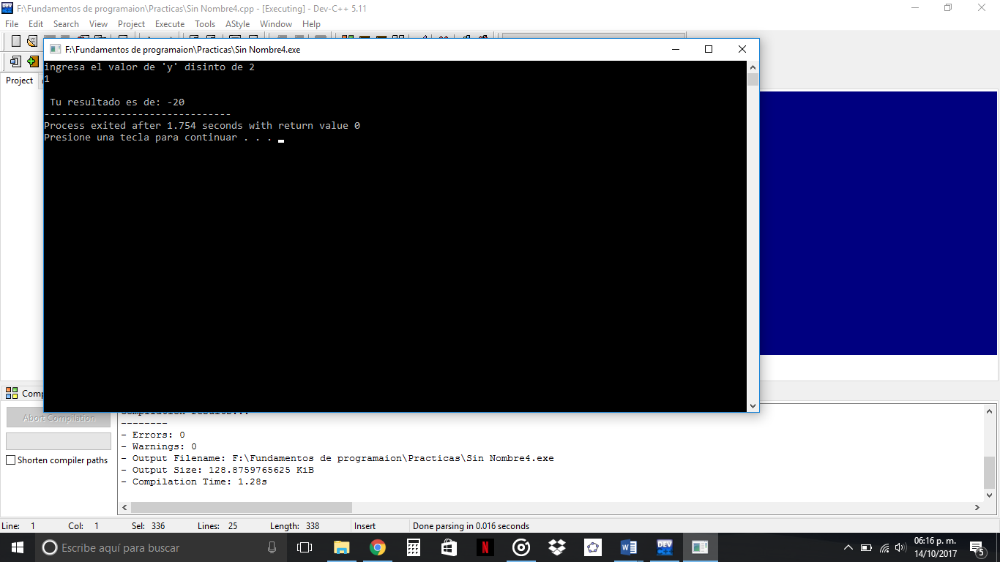 F:\Fundamentos de programaion\Practicas\Sin Nombre4.cpp - [Executing] - Dev-C++ 5.11
File Edit Search View Project Execute Tools AStyle Window Help
F:\Fundamentos de programaion\Practicas\Sin Nombre4.exe
Project
ingresa el valor de 'y' disinto de 2
1
Tu resultado es de: -20
--------------------------------
Process exited after 1.754 seconds with return value 0
Presione una tecla para continuar . . .
Comp
Abort Compilation
Shorten compiler paths
Compilation results...
--------
- Errors: 0
- Warnings: 0
- Output Filename: F:\Fundamentos de programaion\Practicas\Sin Nombre4.exe
- Output Size: 128.8759765625 KiB
- Compilation Time: 1.28s
Line: 1 Col: 1 Sel: 336 Lines: 25 Length: 338 Insert Done parsing in 0.016 seconds
Escribe aquí para buscar
N
DEV
06:16 p. m.
14/10/2017
5